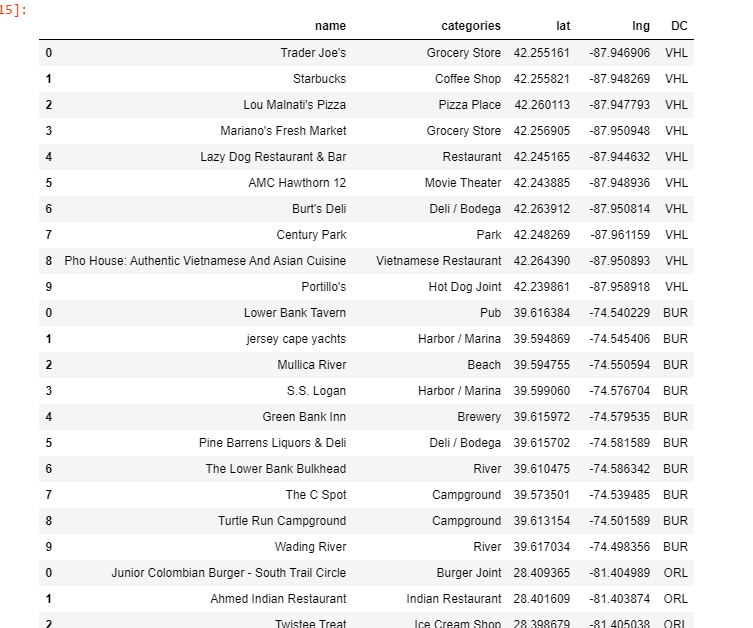 15]:
name categories lat lng DC
0 Trader Joe's Grocery Store 42.255161 -87.946906 VHL
1 Starbucks Coffee Shop 42.255821 -87.948269 VHL
2 Lou Malnati's Pizza Pizza Place 42.260113 -87.947793 VHL
3 Mariano's Fresh Market Grocery Store 42.256905 -87.950948 VHL
4 Lazy Dog Restaurant & Bar Restaurant 42.245165 -87.944632 VHL
5 AMC Hawthorn 12 Movie Theater 42.243885 -87.948936 VHL
6 Burt's Deli Deli / Bodega 42.263912 -87.950814 VHL
7 Century Park Park 42.248269 -87.961159 VHL
8 Pho House: Authentic Vietnamese And Asian Cuisine Vietnamese Restaurant 42.264390 -87.950893 VHL
9 Portillo's Hot Dog Joint 42.239861 -87.958918 VHL
0 Lower Bank Tavern Pub 39.616384 -74.540229 BUR
1 jersey cape yachts Harbor / Marina 39.594869 -74.545406 BUR
2 Mullica River Beach 39.594755 -74.550594 BUR
3 S.S. Logan Harbor / Marina 39.599060 -74.576704 BUR
4 Green Bank Inn Brewery 39.615972 -74.579535 BUR
5 Pine Barrens Liquors & Deli Deli / Bodega 39.615702 -74.581589 BUR
6 The Lower Bank Bulkhead River 39.610475 -74.586342 BUR
7 The C Spot Campground 39.573501 -74.539485 BUR
8 Turtle Run Campground Campground 39.613154 -74.501589 BUR
9 Wading River River 39.617034 -74.498356 BUR
0 Junior Colombian Burger - South Trail Circle Burger Joint 28.409365 -81.404989 ORL
1 Ahmed Indian Restaurant Indian Restaurant 28.401609 -81.403874 ORL
2 Twistee Treat Ice Cream Shop 28.398679 -81.405038 ORL